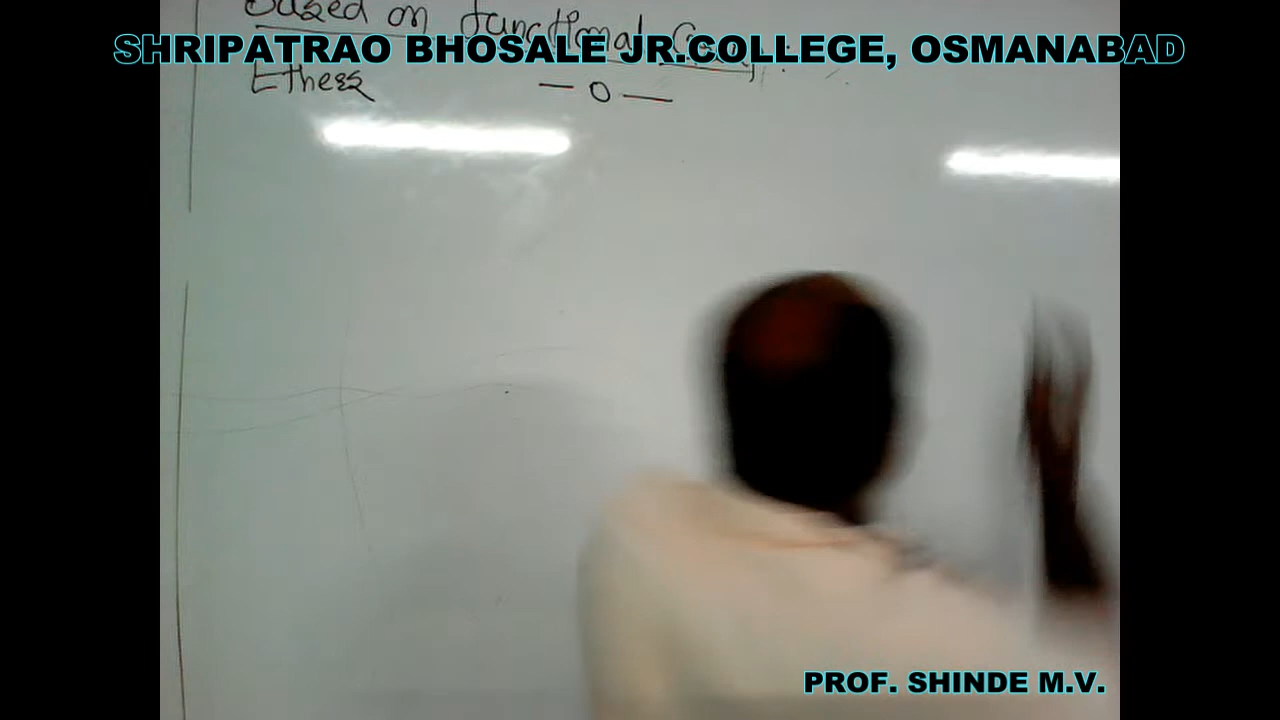 Based on functional
SHRIPATRAO BHOSALE JR.COLLEGE, OSMANABAD
Ethers — O —
PROF. SHINDE M.V.